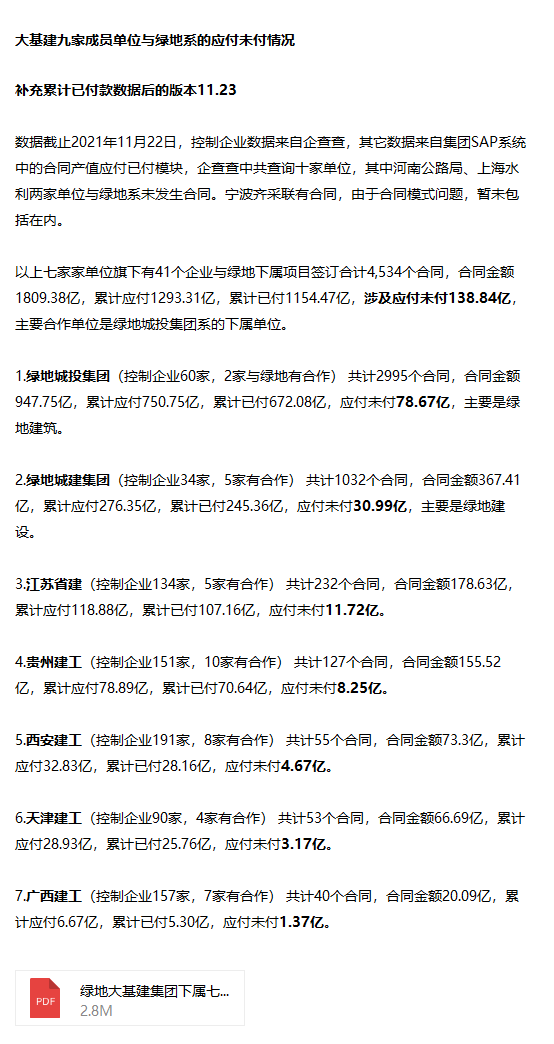 大基建九家成员单位与绿地系的应付未付情况
补充累计已付款数据后的版本11.23
数据截止2021年11月22日，控制企业数据来自企查查，其它数据来自集团SAP系统
中的合同产值应付已付模块，企查查中共查询十家单位，其中河南公路局、上海水
利两家单位与绿地系未发生合同。宁波齐采联有合同，由于合同模式问题，暂未包
括在内。
以上七家家单位旗下有41个企业与绿地下属项目签订合计4,534个合同，合同金额
1809.38亿，累计应付1293.31亿，累计已付1154.47亿，涉及应付未付138.84亿，
主要合作单位是绿地城投集团系的下属单位。
1.绿地城投集团（控制企业60家，2家与绿地有合作） 共计2995个合同，合同金额
947.75亿，累计应付750.75亿，累计已付672.08亿，应付未付78.67亿，主要是绿
地建筑。
2.绿地城建集团（控制企业34家，5家有合作） 共计1032个合同，合同金额367.41
亿，累计应付276.35亿，累计已付245.36亿，应付未付30.99亿，主要是绿地建
设。
3.江苏省建（控制企业134家，5家有合作） 共计232个合同，合同金额178.63亿，
累计应付118.88亿，累计已付107.16亿，应付未付11.72亿。
4.贵州建工（控制企业151家，10家有合作） 共计127个合同，合同金额155.52
亿，累计应付78.89亿，累计已付70.64亿，应付未付8.25亿。
5.西安建工（控制企业191家，8家有合作） 共计55个合同，合同金额73.3亿，累计
应付32.83亿，累计已付28.16亿，应付未付4.67亿。
6.天津建工（控制企业90家，4家有合作） 共计53个合同，合同金额66.69亿，累计
应付28.93亿，累计已付25.76亿，应付未付3.17亿。
7.广西建工（控制企业157家，7家有合作） 共计40个合同，合同金额20.09亿，累
计应付6.67亿，累计已付5.30亿，应付未付1.37亿。
PDF
绿地大基建集团下属七...
2.8M